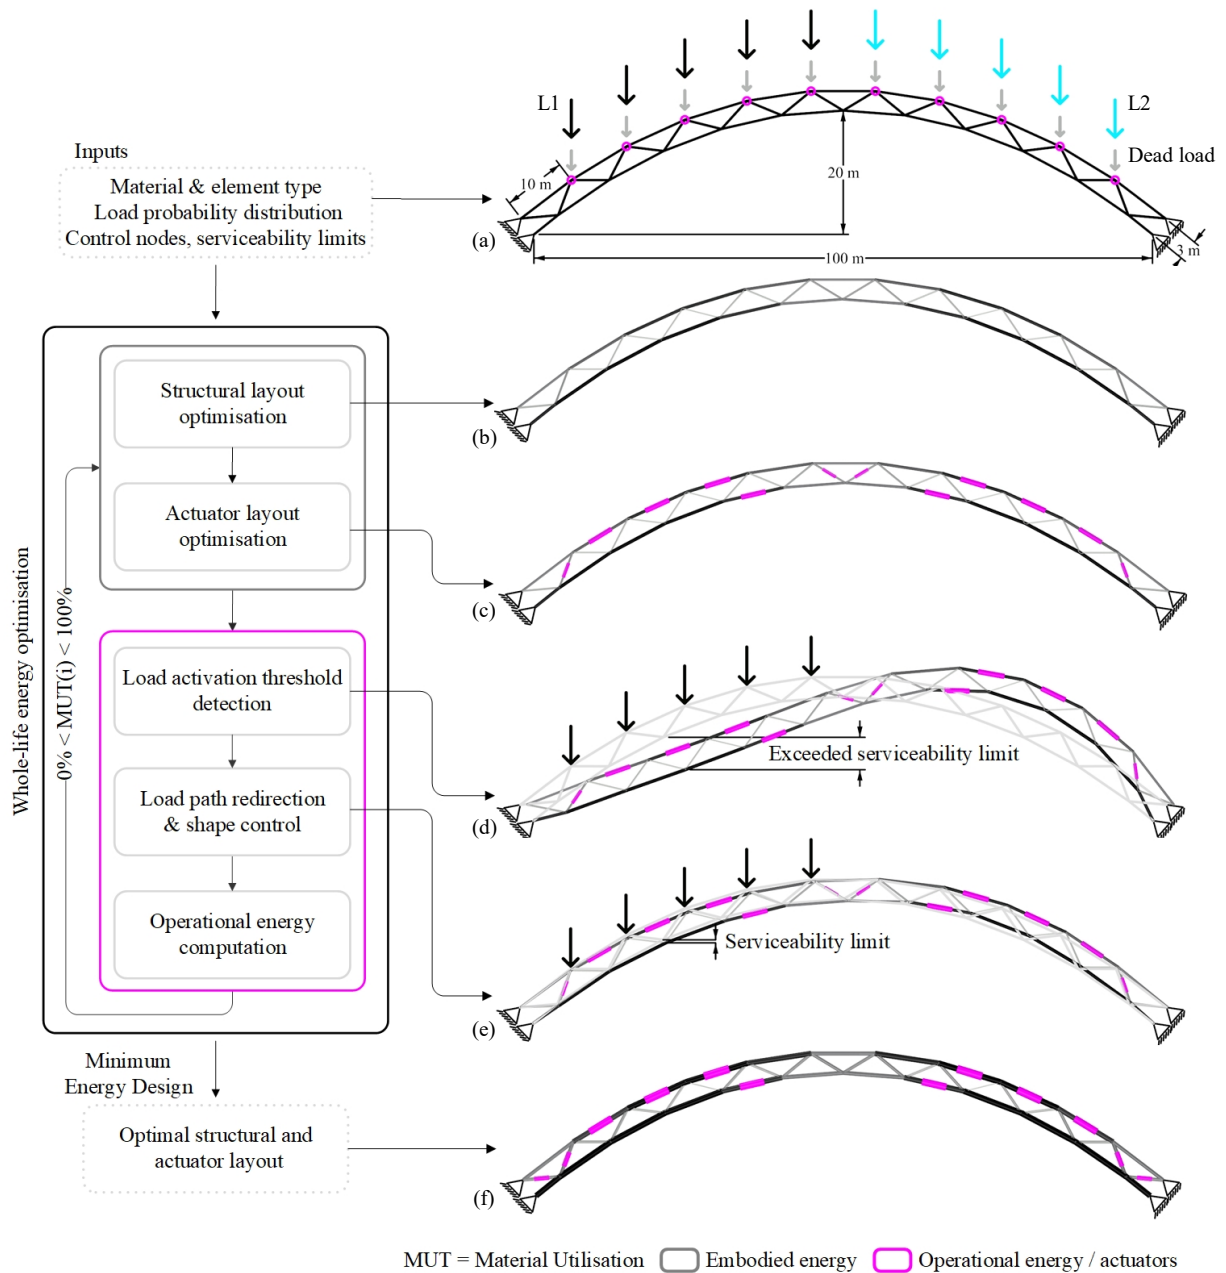 L1
L2
Dead load
Inputs
Material & element type
Load probability distribution
Control nodes, serviceability limits
10 m
20 m
3 m
100 m
(a)
Whole-life energy optimisation
0% < MUT(i) < 100%
Structural layout
optimisation
(b)
Actuator layout
optimisation
(c)
Load activation threshold
detection
Exceeded serviceability limit
(d)
Load path redirection
& shape control
Operational energy
computation
Serviceability limit
(e)
Minimum
Energy Design
Optimal structural and
actuator layout
(f)
MUT = Material Utilisation
Embodied energy
Operational energy / actuators